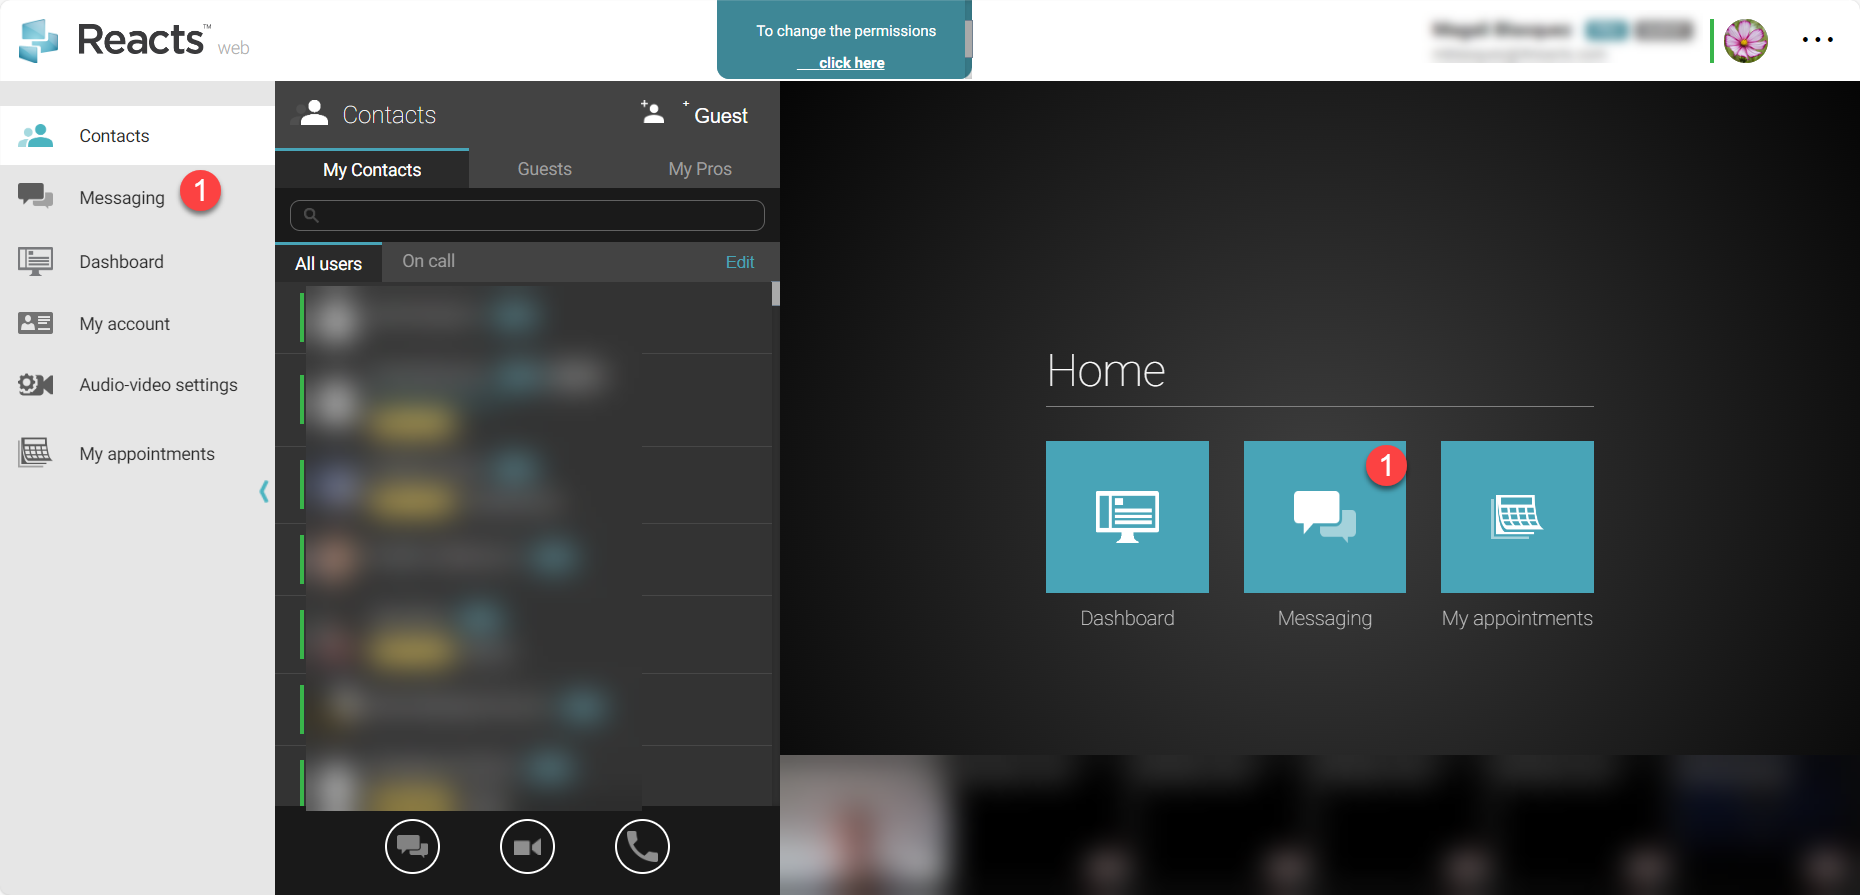 Reacts™ web
To change the permissions
click here
Contacts
Messaging 1
Dashboard
My account
Audio-video settings
My appointments
Contacts
+ Guest
My Contacts Guests My Pros
All users On call Edit
Home
1
Dashboard Messaging My appointments